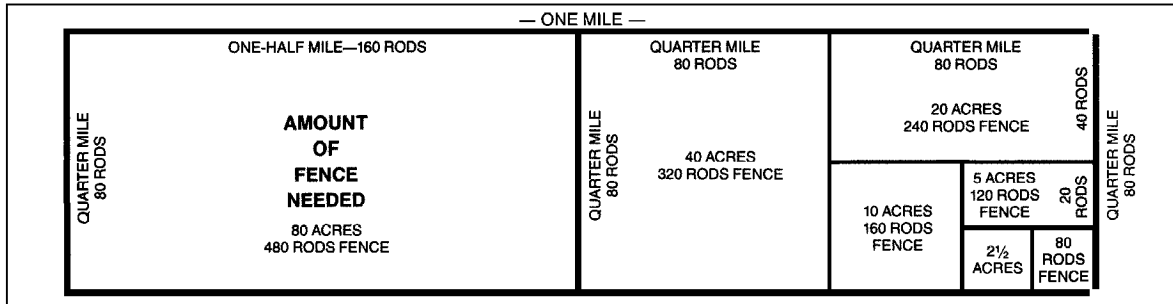 — ONE MILE —
ONE-HALF MILE—160 RODS
QUARTER MILE
80 RODS
AMOUNT
OF
FENCE
NEEDED
80 ACRES
480 RODS FENCE
QUARTER MILE
80 RODS
QUARTER MILE
80 RODS
40 ACRES
320 RODS FENCE
QUARTER MILE
80 RODS
20 ACRES
240 RODS FENCE
40 RODS
10 ACRES
160 RODS
FENCE
5 ACRES
120 RODS
FENCE
20
RODS
2½
ACRES
80
RODS
FENCE
QUARTER MILE
80 RODS